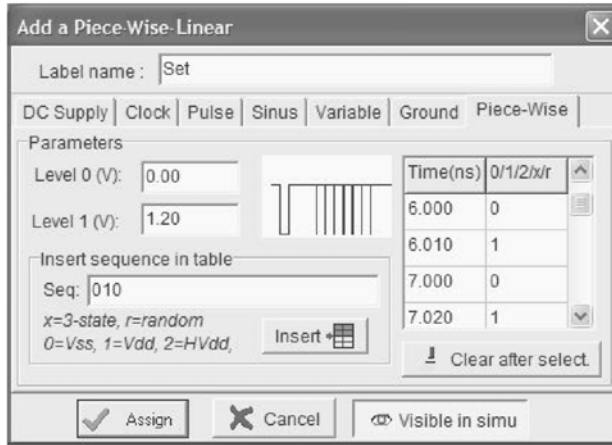 Add a Piece-Wise-Linear
Label name : Set
DC Supply Clock Pulse Sinus Variable Ground Piece-Wise
Parameters
Level 0 (V): 0.00
Level 1 (V): 1.20
Insert sequence in table
Seq: 010
x=3-state, r=random
0=Vss, 1=Vdd, 2=HVdd,
Insert
Time(ns) 0/1/2/x/r
6.000 0
6.010 1
7.000 0
7.020 1
Clear after select.
Assign Cancel Visible in simu